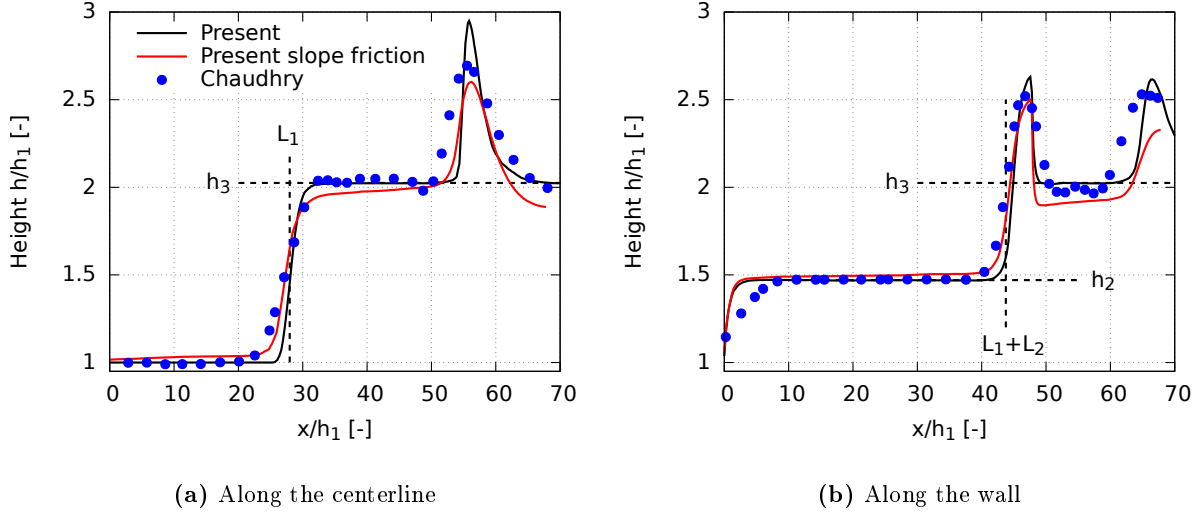 3
2.5
2
1.5
1
Height h/h1 [-]
Present
Present slope friction
Chaudhry
L1
h3
0 10 20 30 40 50 60 70
x/h1 [-]
(a) Along the centerline
3
2.5
2
1.5
1
Height h/h1 [-]
h3
h2
L1+L2
0 10 20 30 40 50 60 70
x/h1 [-]
(b) Along the wall